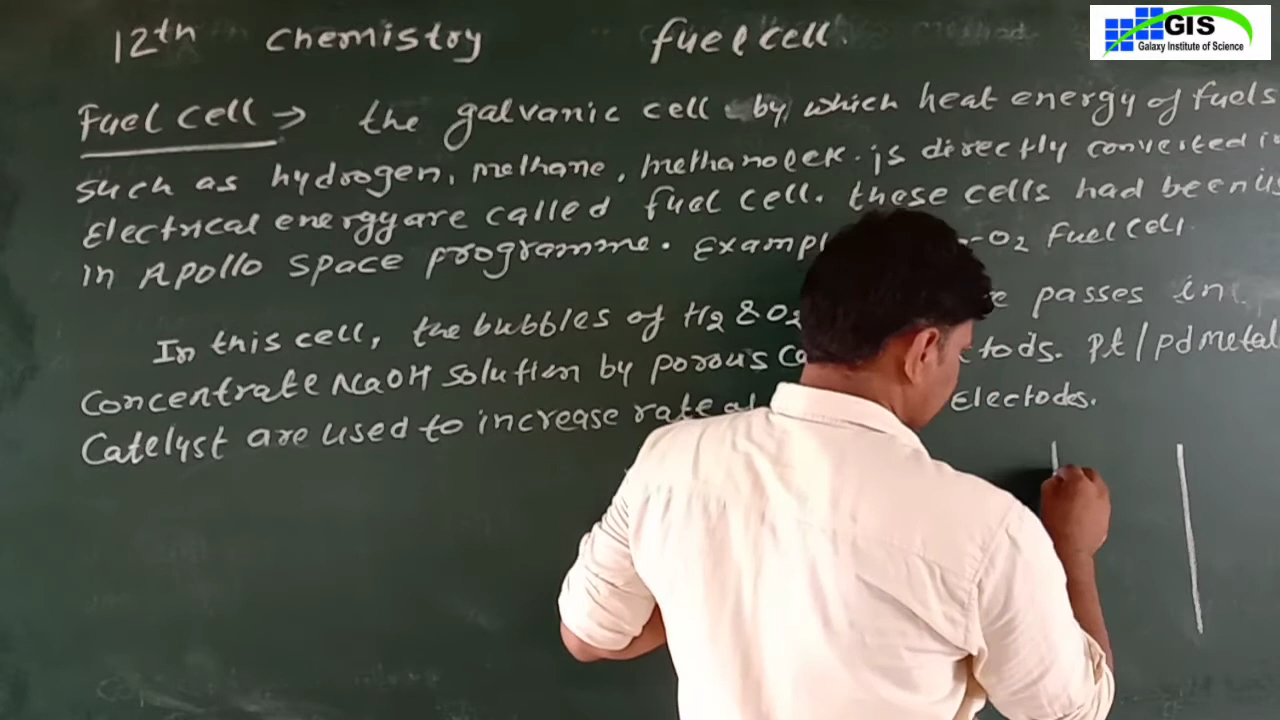 GIS
Galaxy Institute of Science
12th chemistry fuel cell.
Fuel cell → the galvanic cell by which heat energy of fuels
such as hydrogen, methane, methanol etc. is directly converted
Electrical energy are called fuel cell. these cells had been
in Apollo space programme. -O2 fuel cell.
In this cell, the bubbles of H2 & O2 passes in
Concentrate NaOH solution by porous Pt/Pd metal
Catelyst are used to increase rate Electodes.